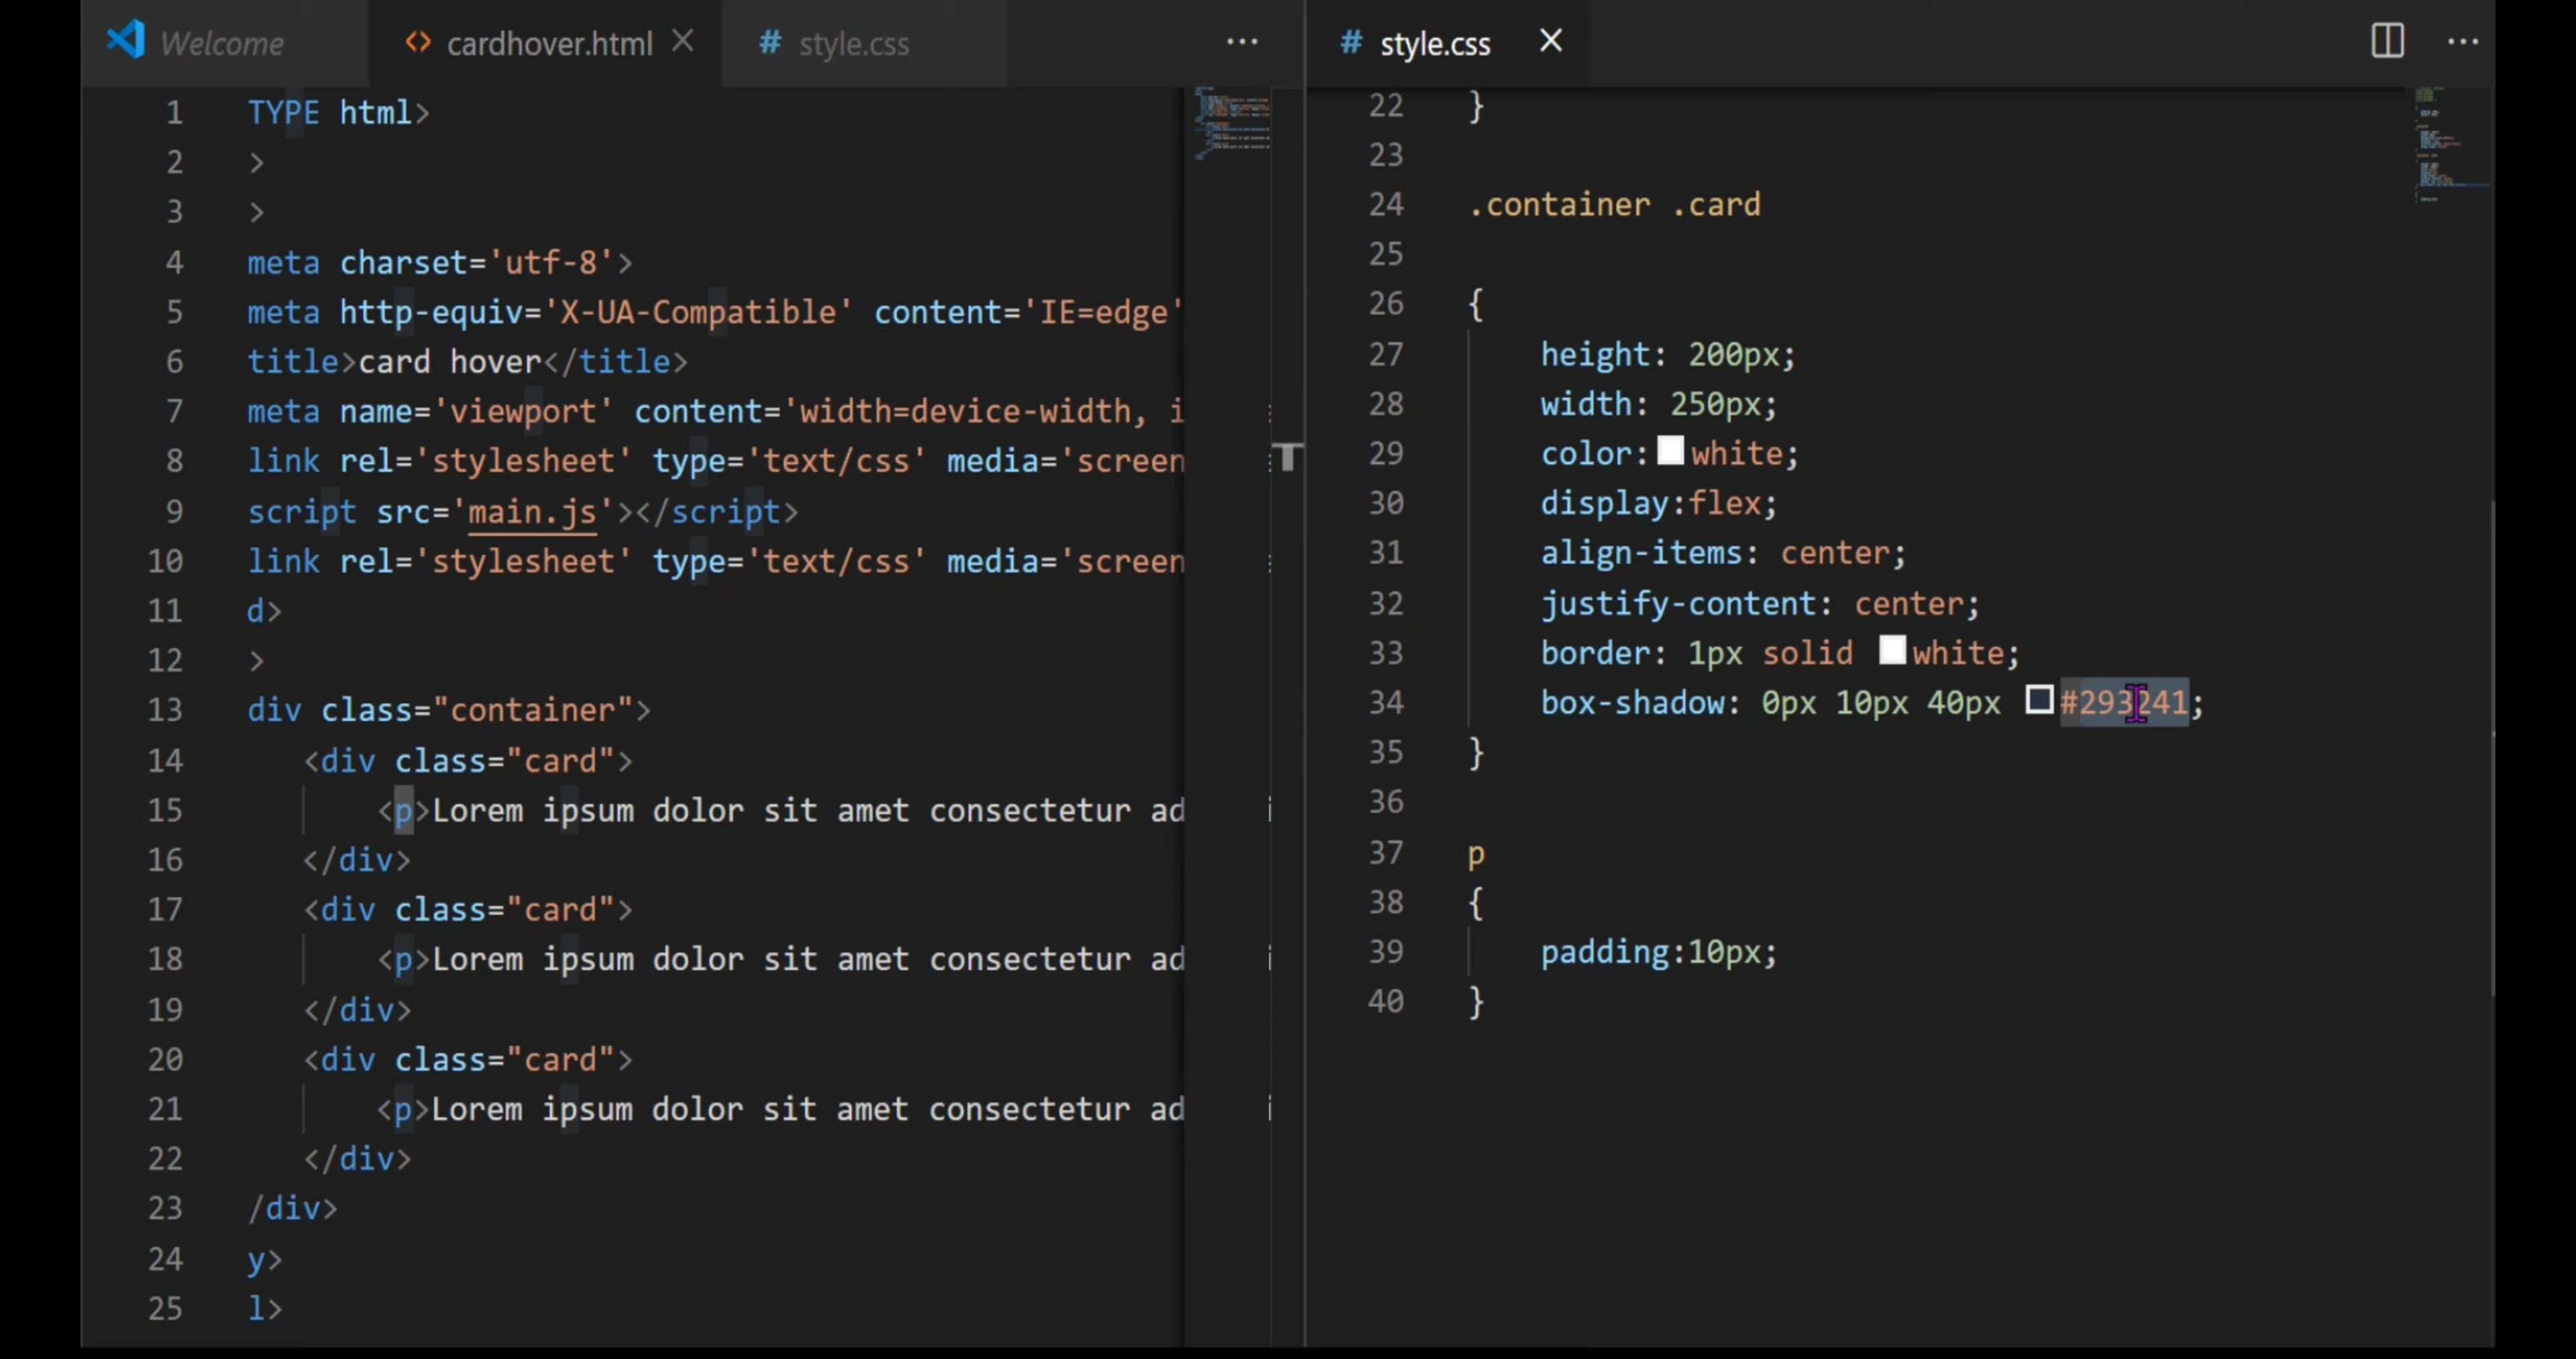 Welcome
cardhover.html
style.css
1 TYPE html>
2 >
3 >
4 meta charset='utf-8'>
5 meta http-equiv='X-UA-Compatible' content='IE=edge'
6 title>card hover</title>
7 meta name='viewport' content='width=device-width, i
8 link rel='stylesheet' type='text/css' media='screen
9 script src='main.js'></script>
10 link rel='stylesheet' type='text/css' media='screen
11 d>
12 >
13 div class="container">
14 <div class="card">
15 <p>Lorem ipsum dolor sit amet consectetur ad
16 </div>
17 <div class="card">
18 <p>Lorem ipsum dolor sit amet consectetur ad
19 </div>
20 <div class="card">
21 <p>Lorem ipsum dolor sit amet consectetur ad
22 </div>
23 /div>
24 y>
25 l>
# style.css
22 }
23
24 .container .card
25
26 {
27 height: 200px;
28 width: 250px;
29 color: white;
30 display:flex;
31 align-items: center;
32 justify-content: center;
33 border: 1px solid white;
34 box-shadow: 0px 10px 40px #293241;
35 }
36
37 p
38 {
39 padding:10px;
40 }